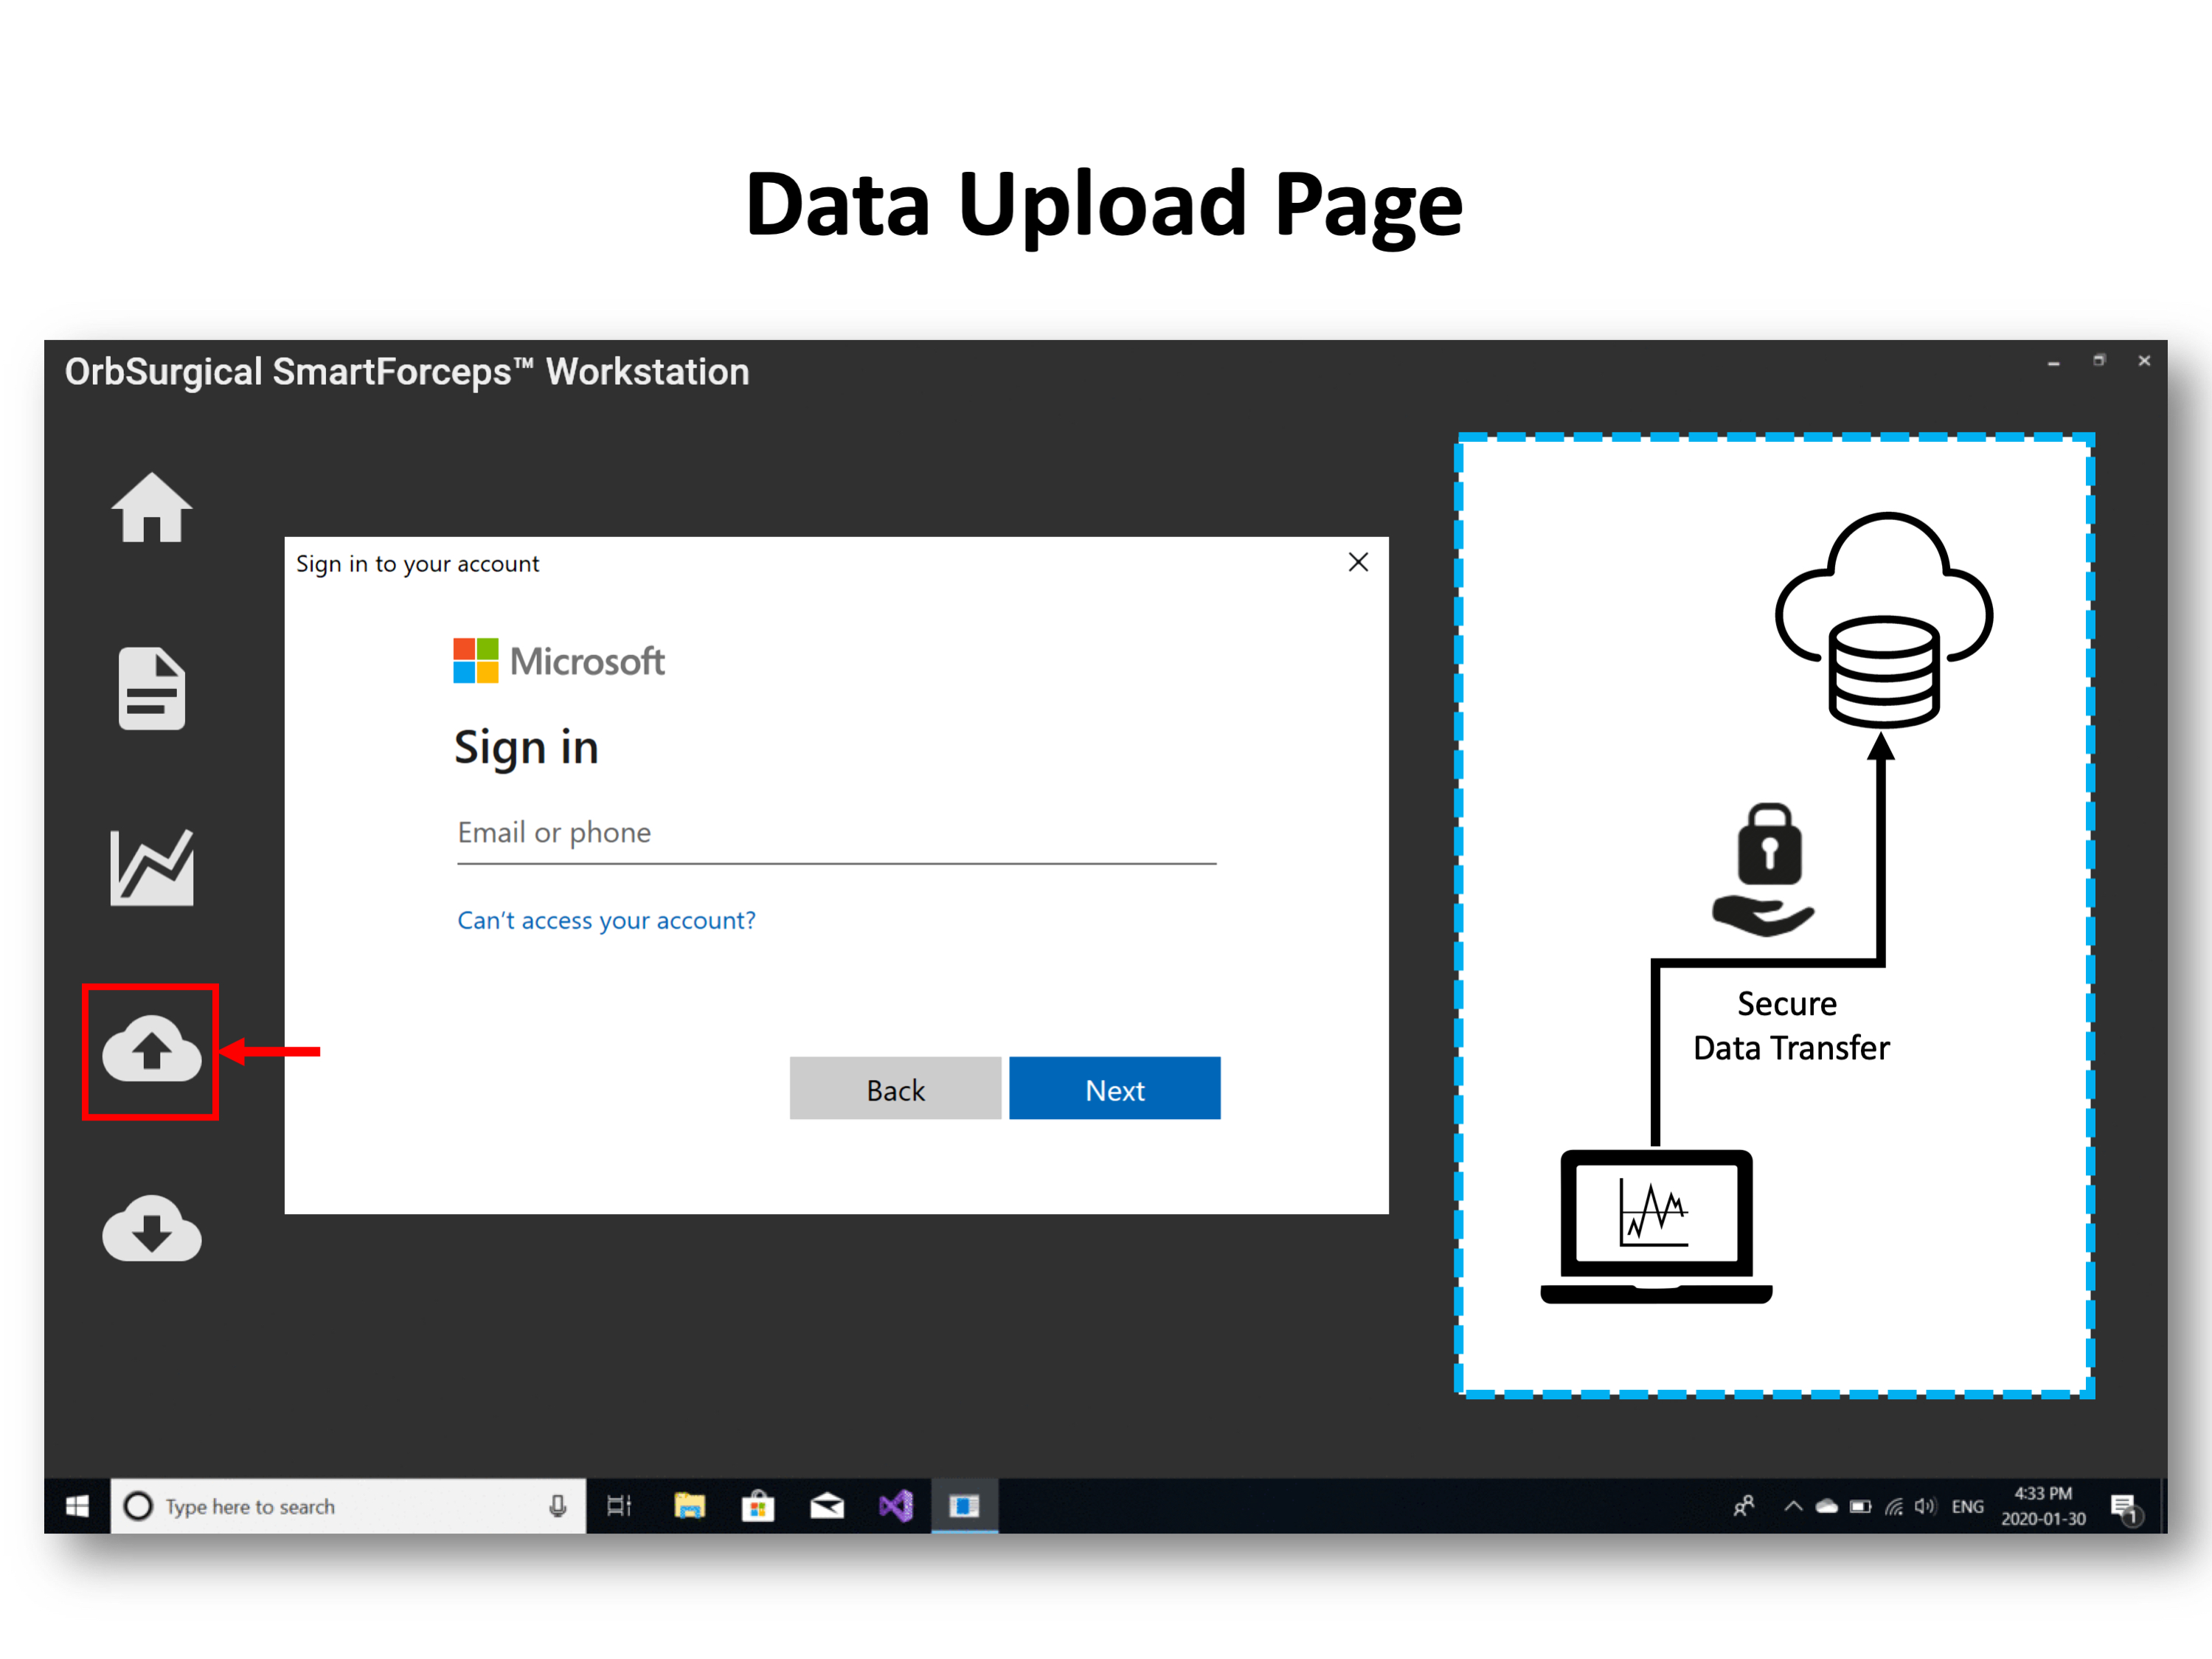 Data Upload Page
OrbSurgical SmartForceps™ Workstation
Sign in to your account
Microsoft
Sign in
Email or phone
Can't access your account?
Back
Next
Secure
Data Transfer
Type here to search
ENG
4:33 PM
2020-01-30
1